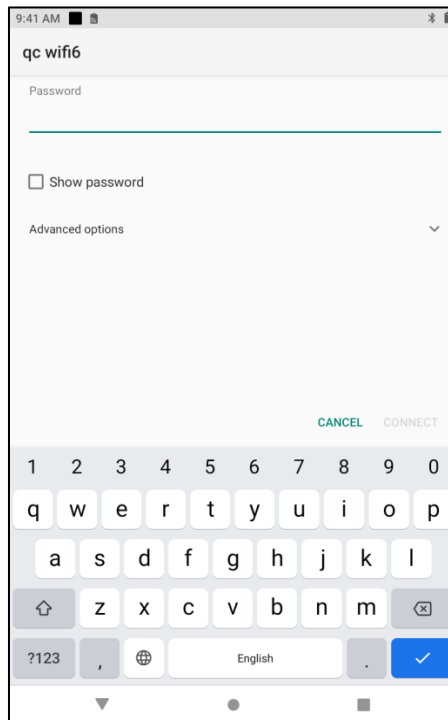 9:41 AM
qc wifi6
Password
Show password
Advanced options
CANCEL CONNECT
1 2 3 4 5 6 7 8 9 0
q w e r t y u i o p
a s d f g h j k l
z x c v b n m
?123 , English .